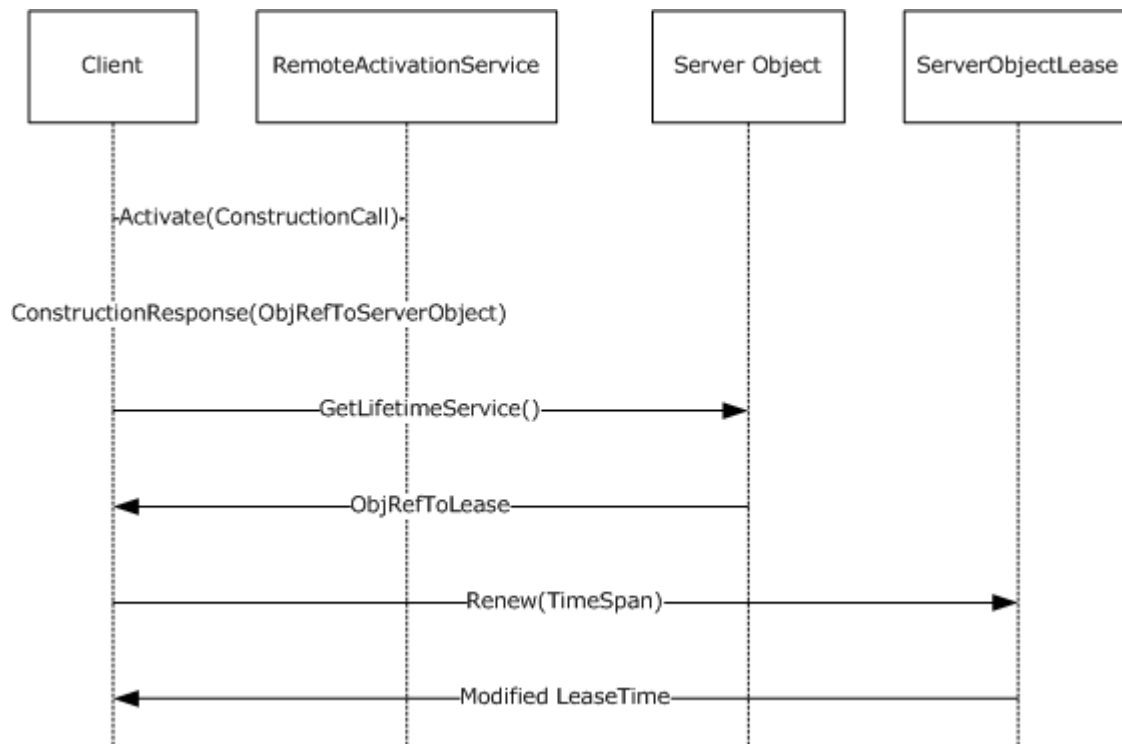 Client
RemoteActivationService
Server Object
ServerObjectLease
Activate(ConstructionCall)
ConstructionResponse(ObjRefToServerObject)
GetLifetimeService()
ObjRefToLease
Renew(TimeSpan)
Modified LeaseTime